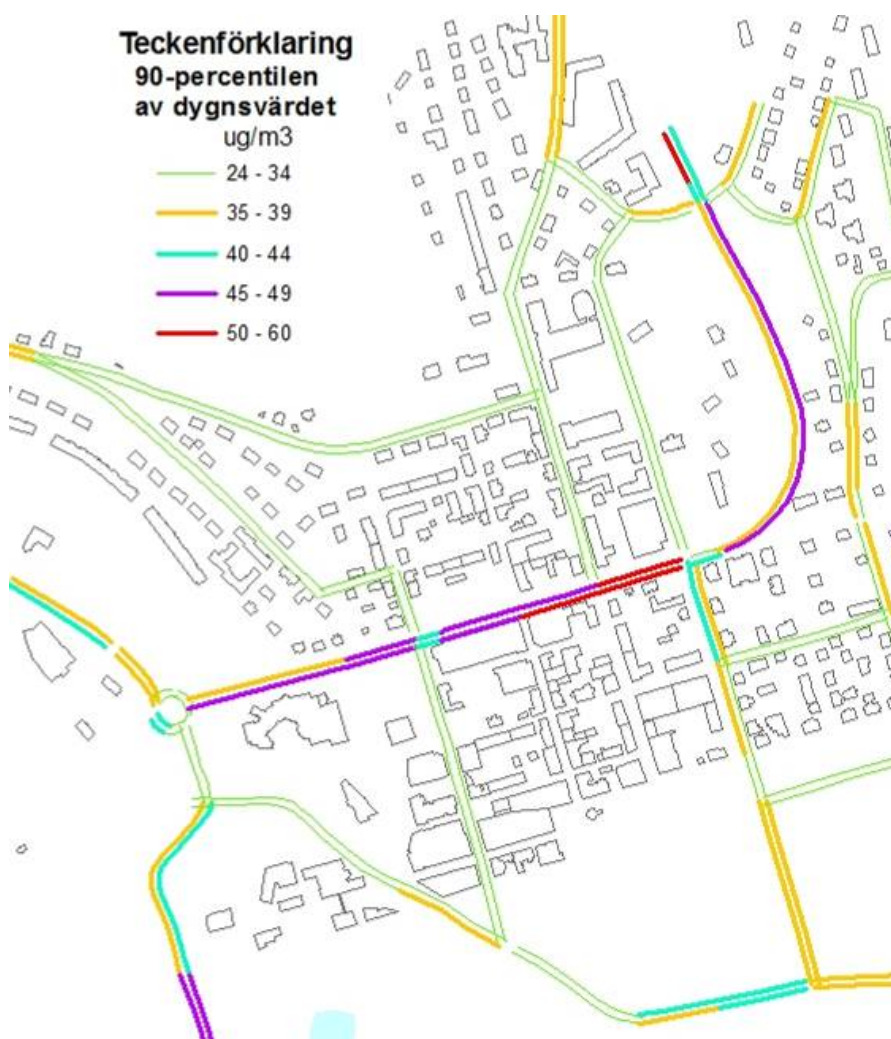 Teckenförklaring
90-percentilen
av dygnsvärdet
ug/m3
24 - 34
35 - 39
40 - 44
45 - 49
50 - 60